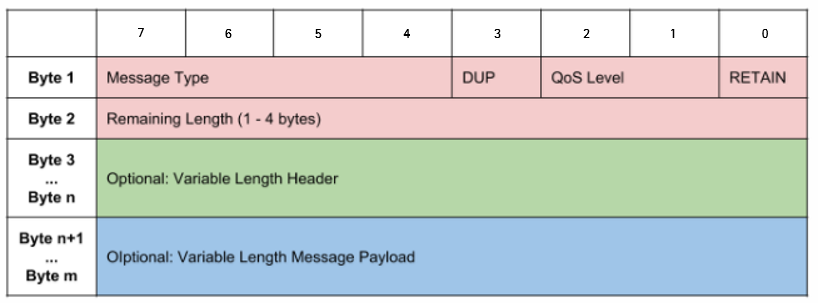 7 6 5 4 3 2 1 0
Byte 1 Message Type DUP QoS Level RETAIN
Byte 2 Remaining Length (1 - 4 bytes)
Byte 3
...
Byte n
Optional: Variable Length Header
Byte n+1
...
Byte m
Olptional: Variable Length Message Payload